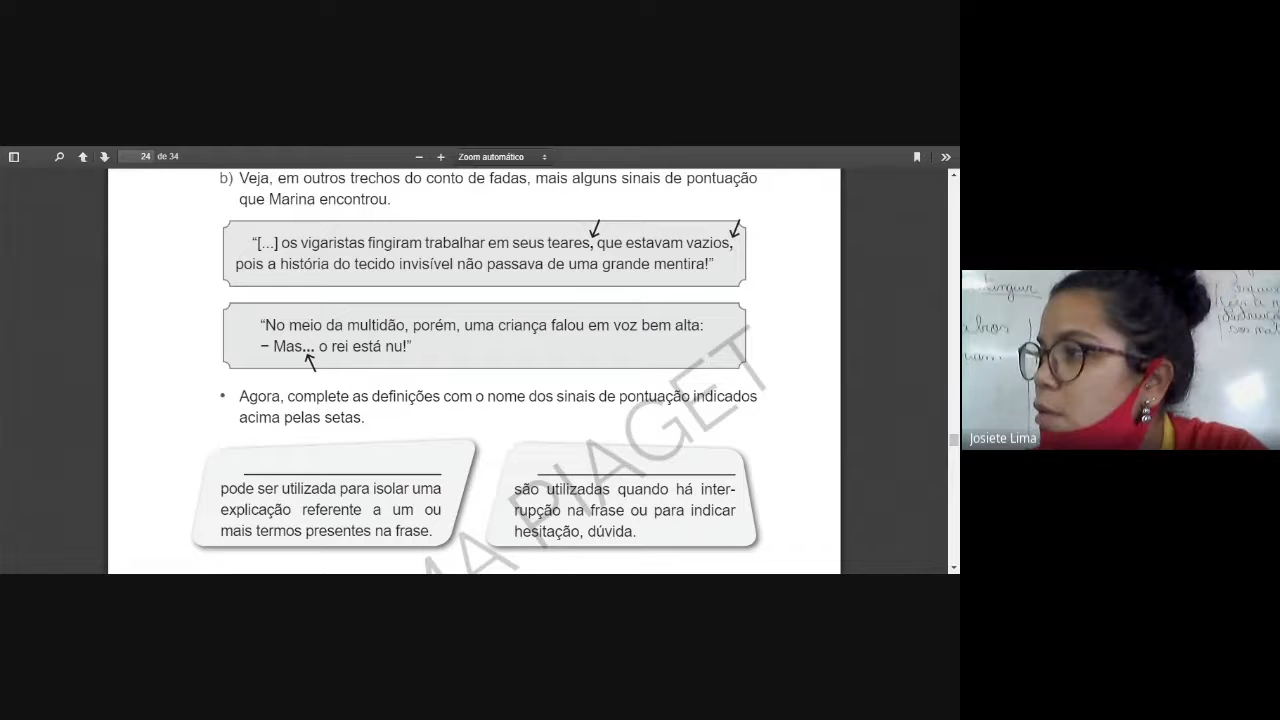 24 de 34
Zoom automático
b) Veja, em outros trechos do conto de fadas, mais alguns sinais de pontuação
que Marina encontrou.
“[...] os vigaristas fingiram trabalhar em seus teares, que estavam vazios,
pois a história do tecido invisível não passava de uma grande mentira!”
“No meio da multidão, porém, uma criança falou em voz bem alta:
– Mas... o rei está nu!”
• Agora, complete as definições com o nome dos sinais de pontuação indicados
acima pelas setas.
pode ser utilizada para isolar uma
explicação referente a um ou
mais termos presentes na frase.
são utilizadas quando há inter-
rupção na frase ou para indicar
hesitação, dúvida.
MA PIAGET
Josiete Lima